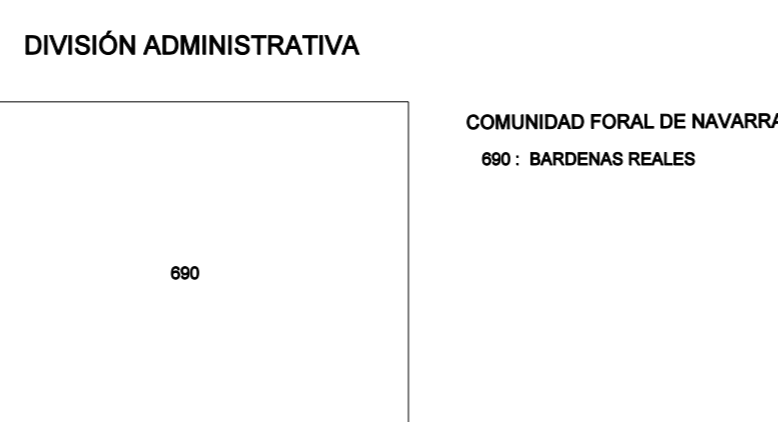 DIVISIÓN ADMINISTRATIVA
COMUNIDAD FORAL DE NAVARRA
690 : BARDENAS REALES
690